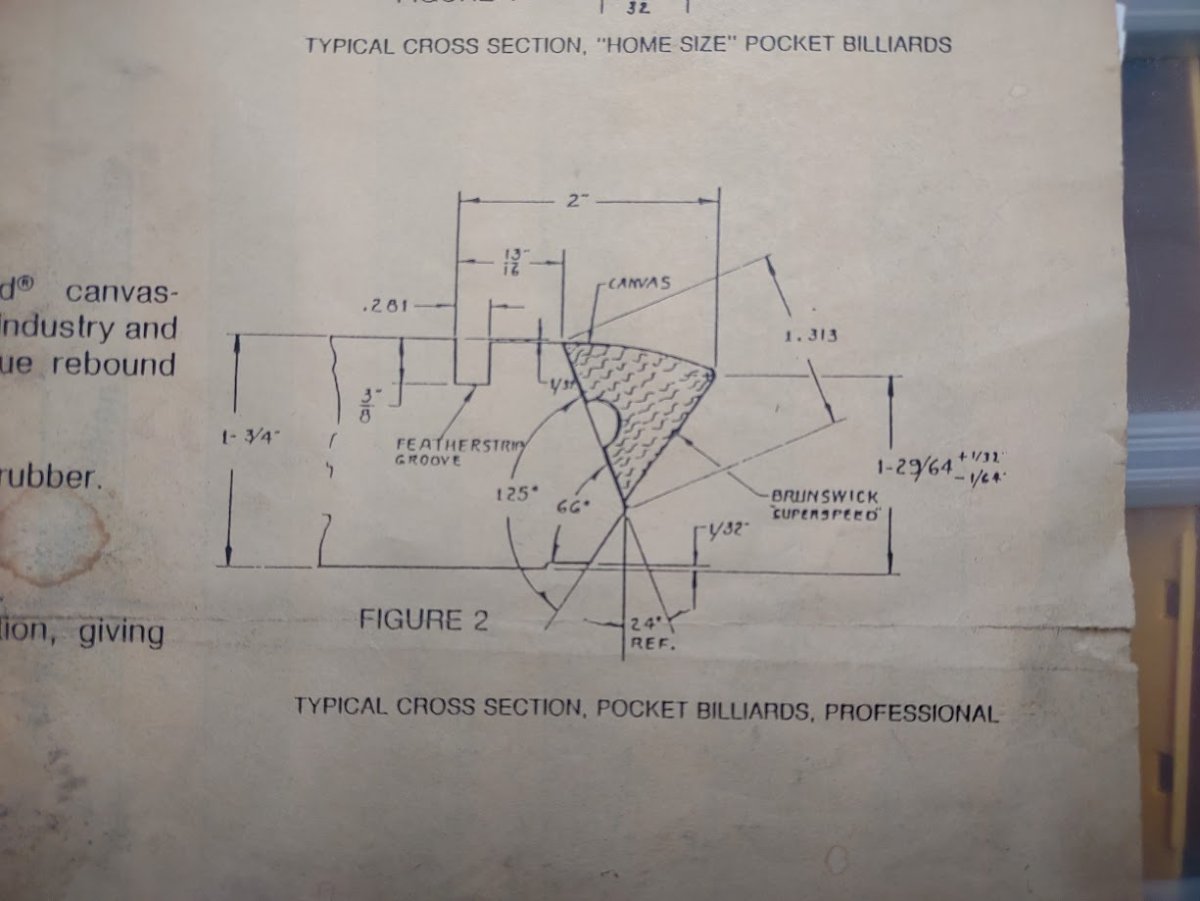 32
TYPICAL CROSS SECTION, "HOME SIZE" POCKET BILLIARDS
d® canvas-
industry and
ue rebound
rubber.
tion, giving
2"
13"
16
.281
CANVAS
1.313
3"
8
1/32
1-3/4"
FEATHERSTRIP
GROOVE
125°
66°
1-29/64 +1/32"
-1/64"
BRUNSWICK
"SUPERSPEED"
1/32"
FIGURE 2
24°
REF.
TYPICAL CROSS SECTION, POCKET BILLIARDS, PROFESSIONAL